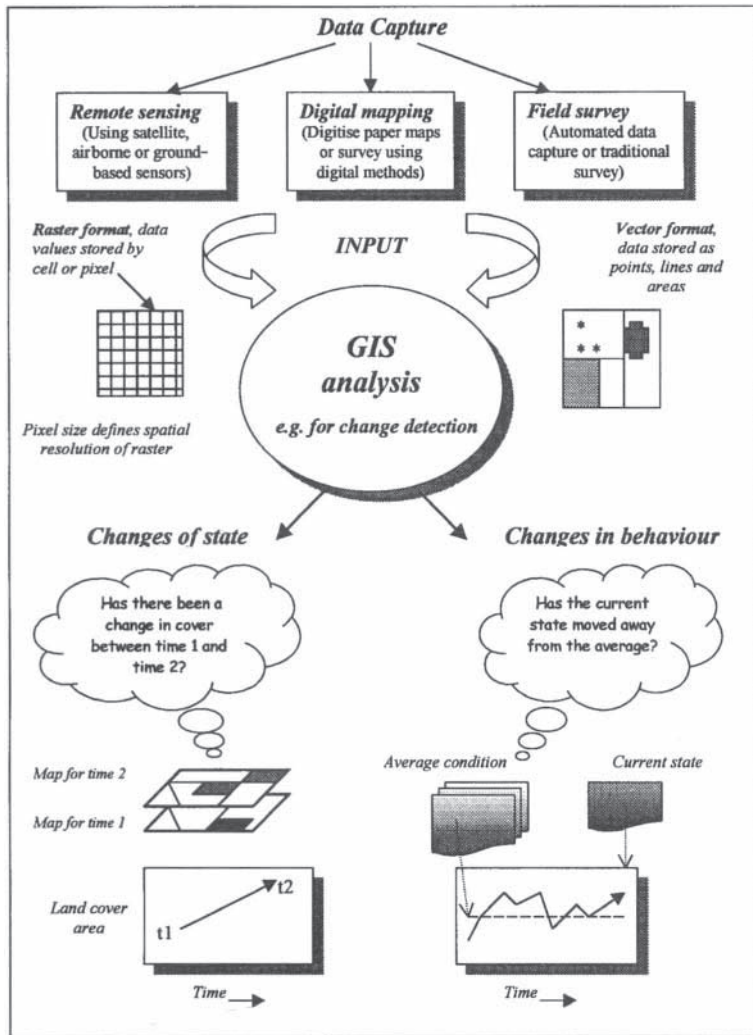 Data Capture
Remote sensing
(Using satellite,
airborne or ground-
based sensors)
Digital mapping
(Digitise paper maps
or survey using
digital methods)
Field survey
(Automated data
capture or traditional
survey)
Raster format, data
values stored by
cell or pixel
INPUT
Vector format,
data stored as
points, lines and
areas
GIS
analysis
e.g. for change detection
Pixel size defines spatial
resolution of raster
Changes of state
Changes in behaviour
Has there been a
change in cover
between time 1 and
time 2?
Has the current
state moved away
from the average?
Map for time 2
Map for time 1
Average condition
Current state
Land cover
area
t1
t2
Time
Time